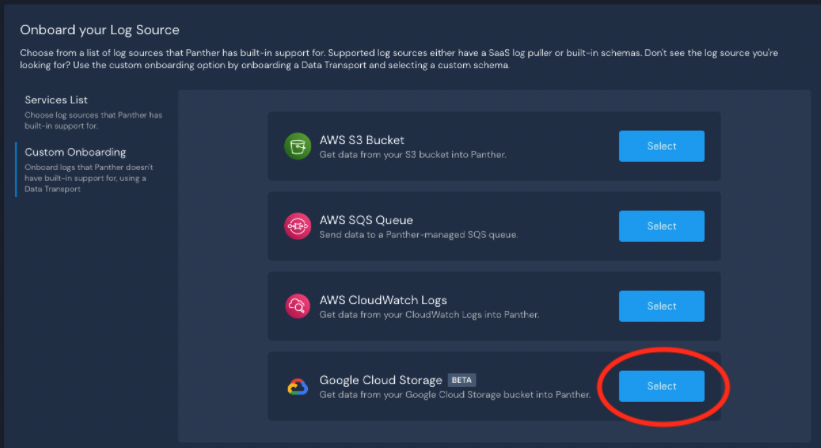 Onboard your Log Source
Choose from a list of log sources that Panther has built-in support for. Supported log sources either have a SaaS log puller or built-in schemas. Don't see the log source you're
looking for? Use the custom onboarding option by onboarding a Data Transport and selecting a custom schema.
Services List
Choose log sources that Panther has
built-in support for.
Custom Onboarding
Onboard logs that Panther doesn't
have built-in support for, using a
Data Transport
AWS S3 Bucket
Get data from your S3 bucket into Panther.
Select
AWS SQS Queue
Send data to a Panther-managed SQS queue.
Select
AWS CloudWatch Logs
Get data from your CloudWatch Logs into Panther.
Select
Google Cloud Storage BETA
Get data from your Google Cloud Storage bucket into Panther.
Select